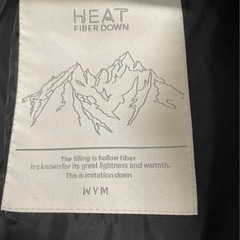 HEAT
FIBER DOWN
The filling is hollow fiber
it's known for its great lightness and warmth.
This is imitation down
WYM